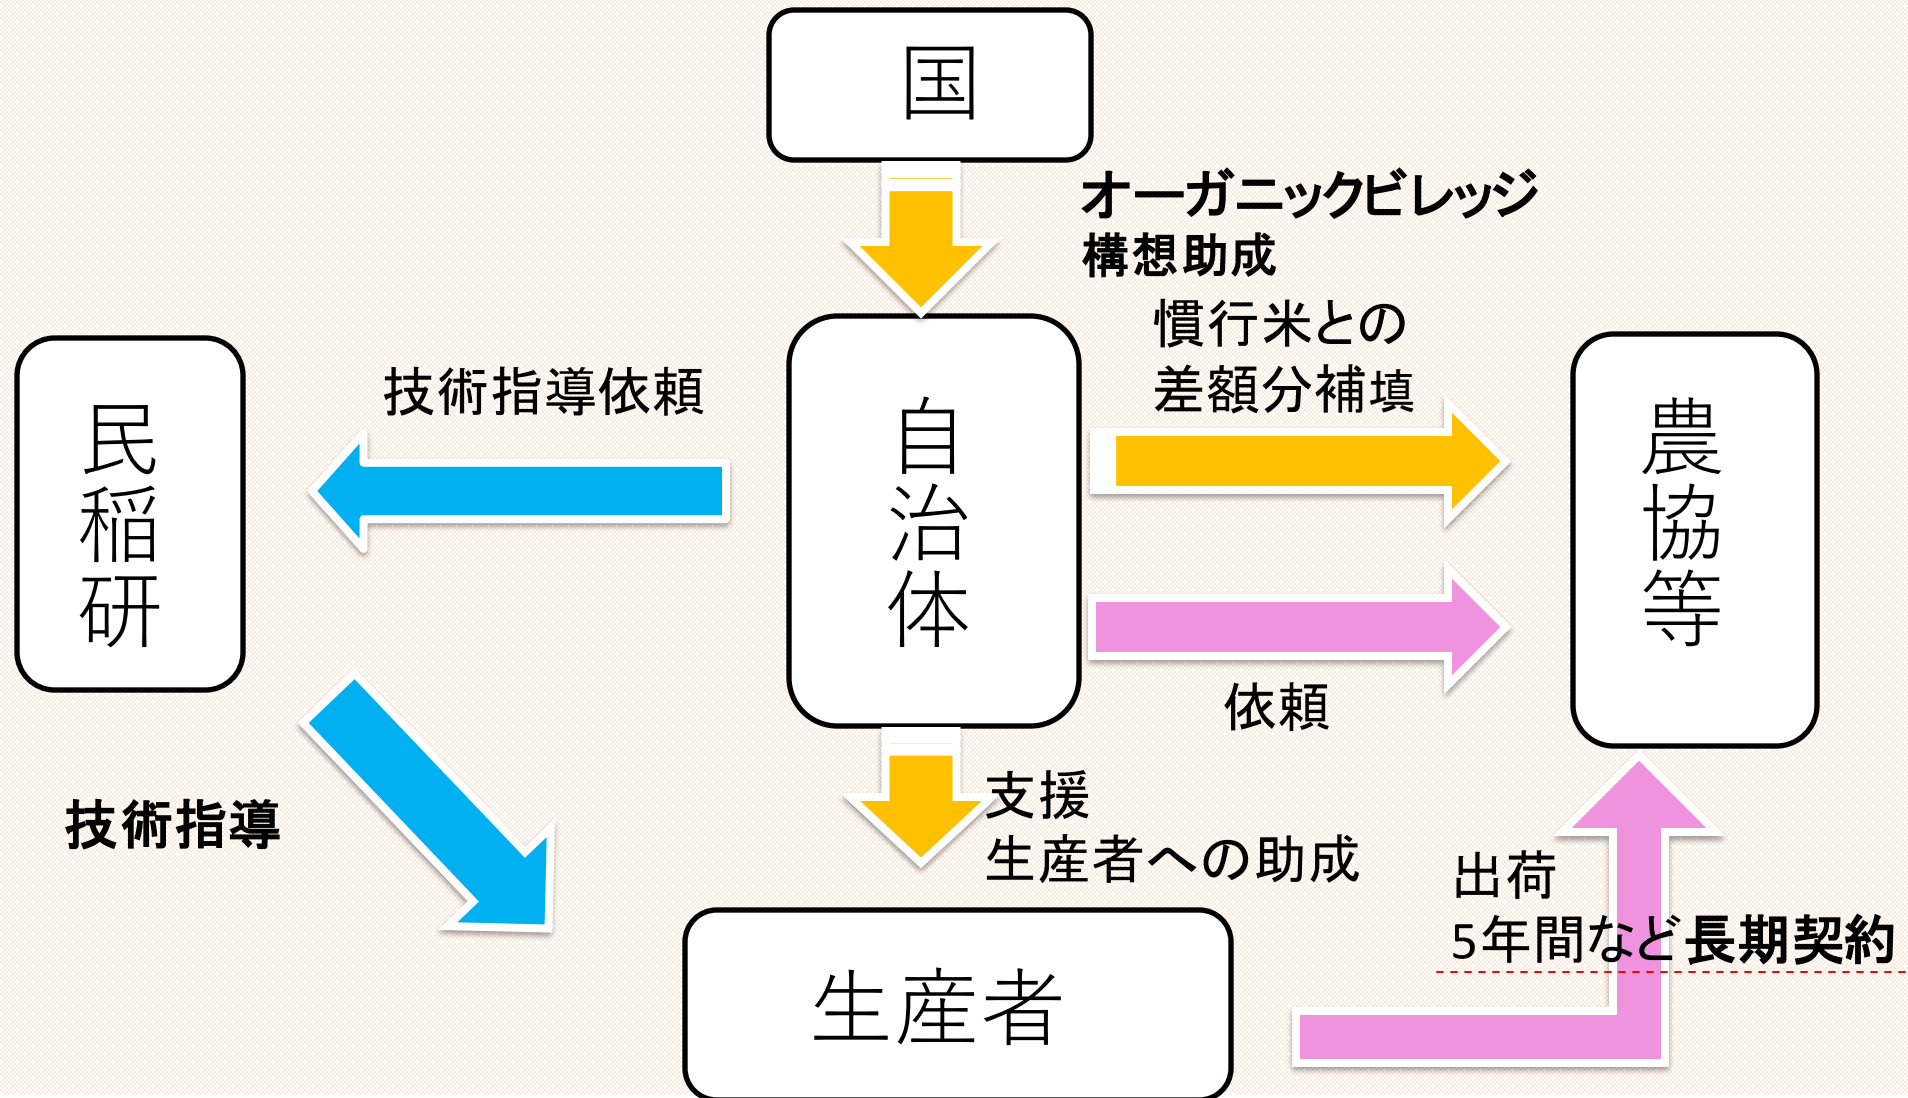 国
オーガニックビレッジ
構想助成
慣行米との
差額分補填
技術指導依頼
民稲研
自治体
農協等
依頼
技術指導
支援
生産者への助成
出荷
5年間など長期契約
生産者